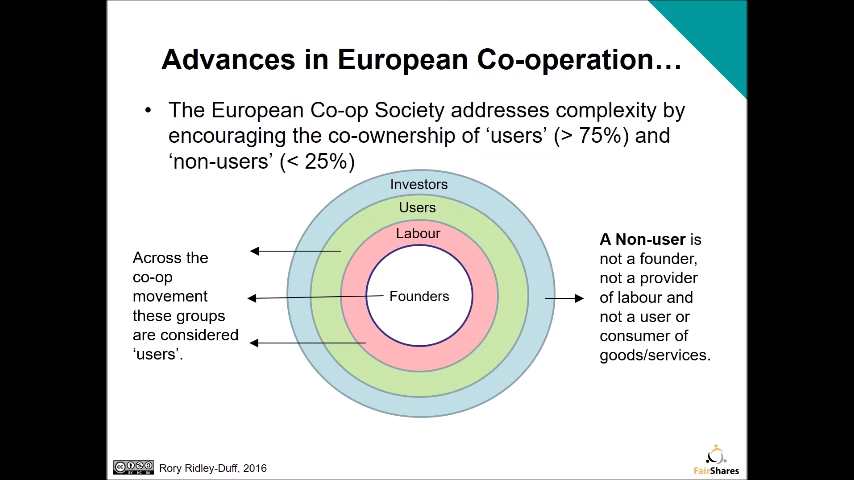 Advances in European Co-operation…
• The European Co-op Society addresses complexity by
encouraging the co-ownership of ‘users’ (> 75%) and
‘non-users’ (< 25%)
Investors
Users
Labour
Founders
Across the
co-op
movement
these groups
are considered
‘users’.
A Non-user is
not a founder,
not a provider
of labour and
not a user or
consumer of
goods/services.
Rory Ridley-Duff, 2016
FairShares